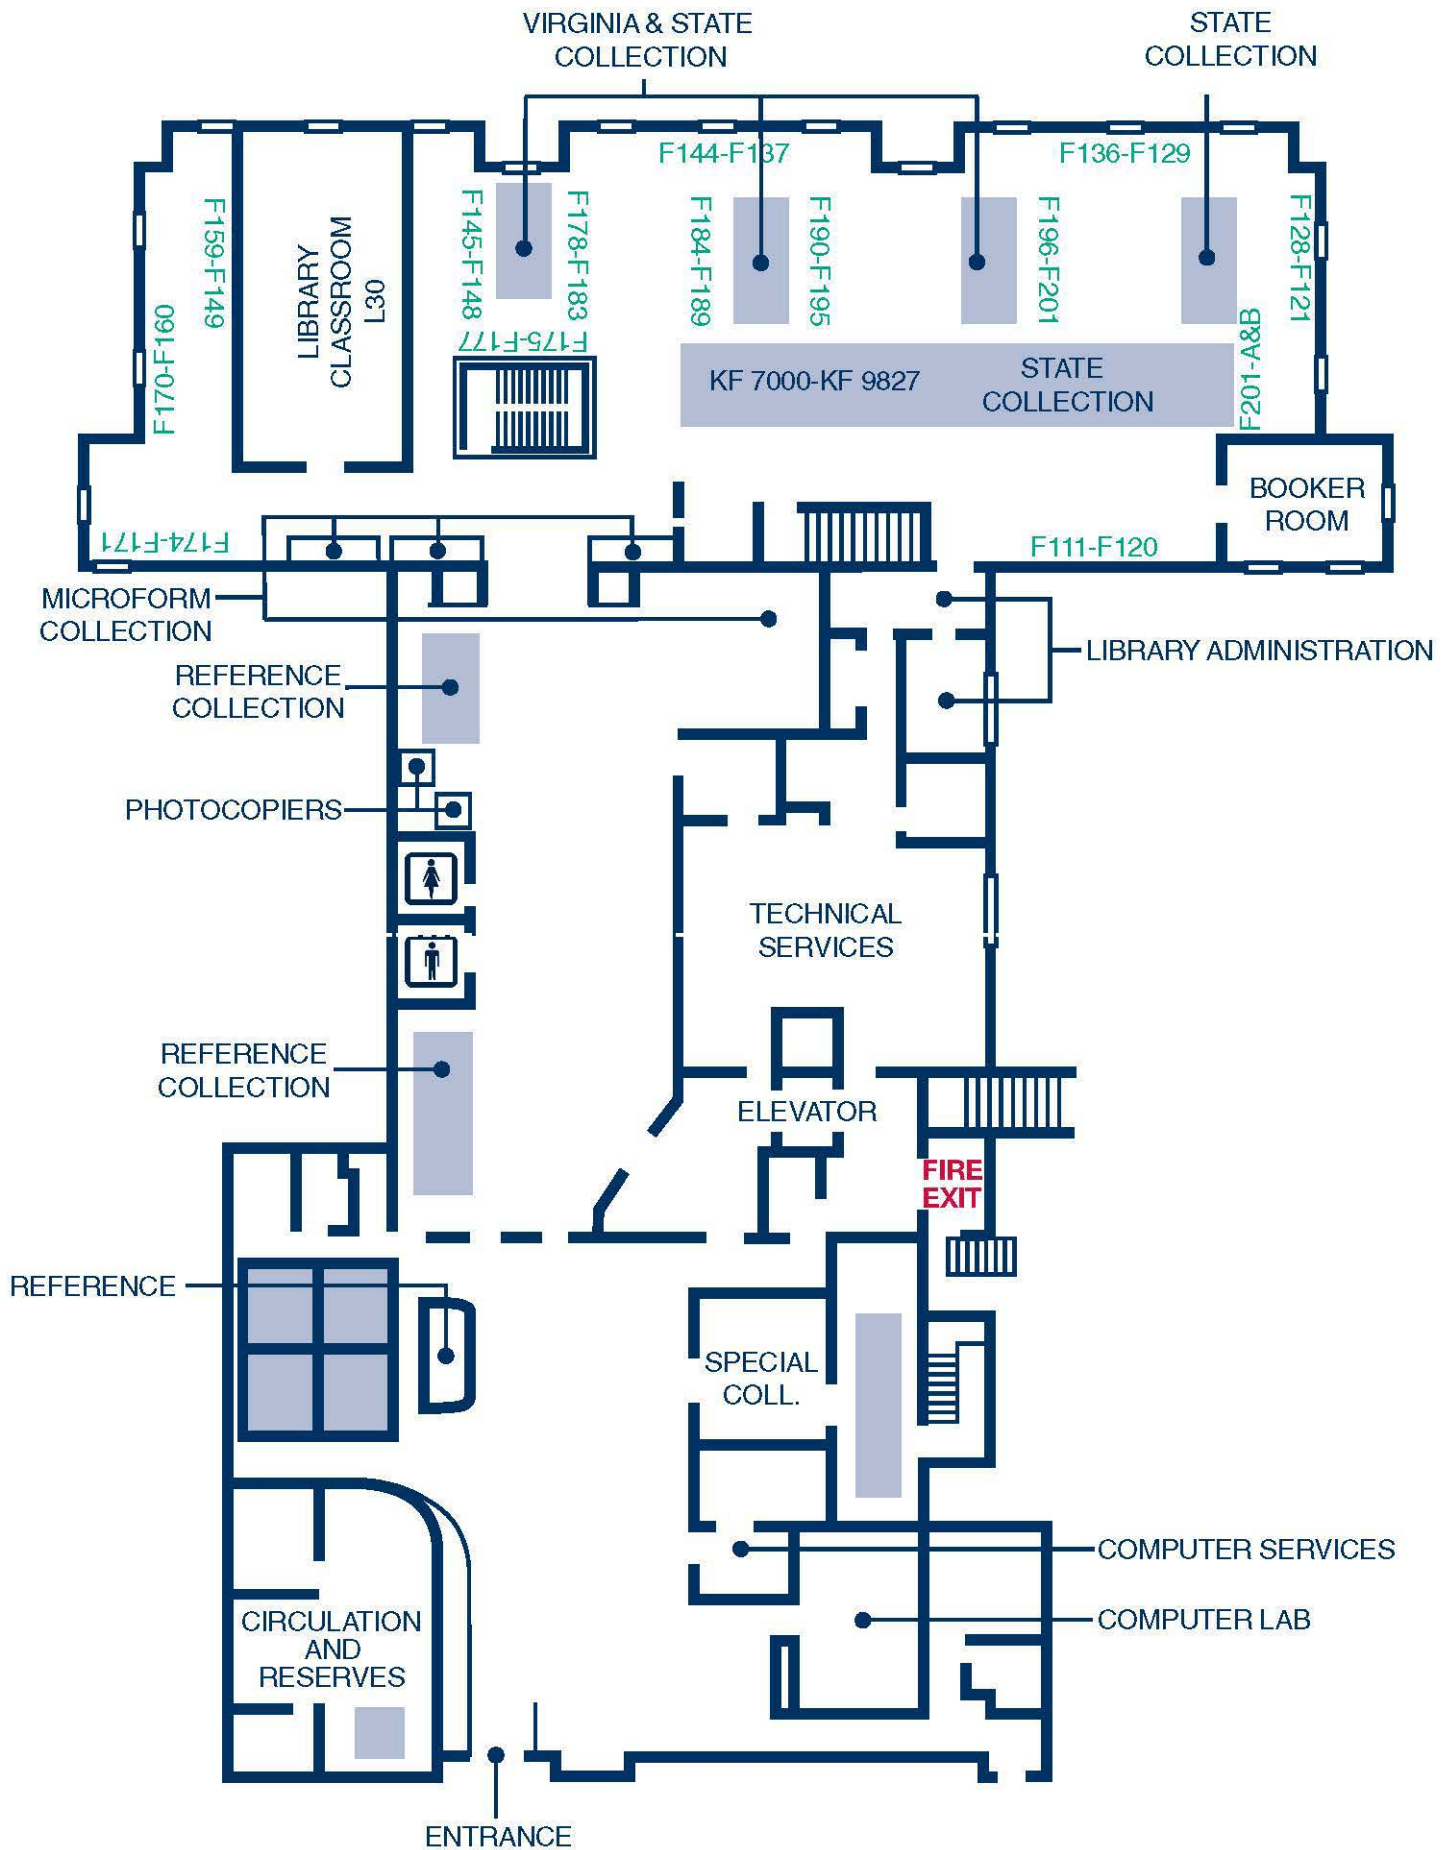 VIRGINIA & STATE
COLLECTION
STATE
COLLECTION
F144-F137
F136-F129
F159-F149
F170-F160
LIBRARY
CLASSROOM
L30
F145-F148
F178-F183
F175-F177
F184-F189
F190-F195
F196-F201
F128-F121
F201-A&B
KF 7000-KF 9827
STATE
COLLECTION
BOOKER
ROOM
F174-F171
F111-F120
MICROFORM
COLLECTION
LIBRARY ADMINISTRATION
REFERENCE
COLLECTION
PHOTOCOPIERS
TECHNICAL
SERVICES
REFERENCE
COLLECTION
ELEVATOR
FIRE
EXIT
REFERENCE
SPECIAL
COLL.
COMPUTER SERVICES
COMPUTER LAB
CIRCULATION
AND
RESERVES
ENTRANCE